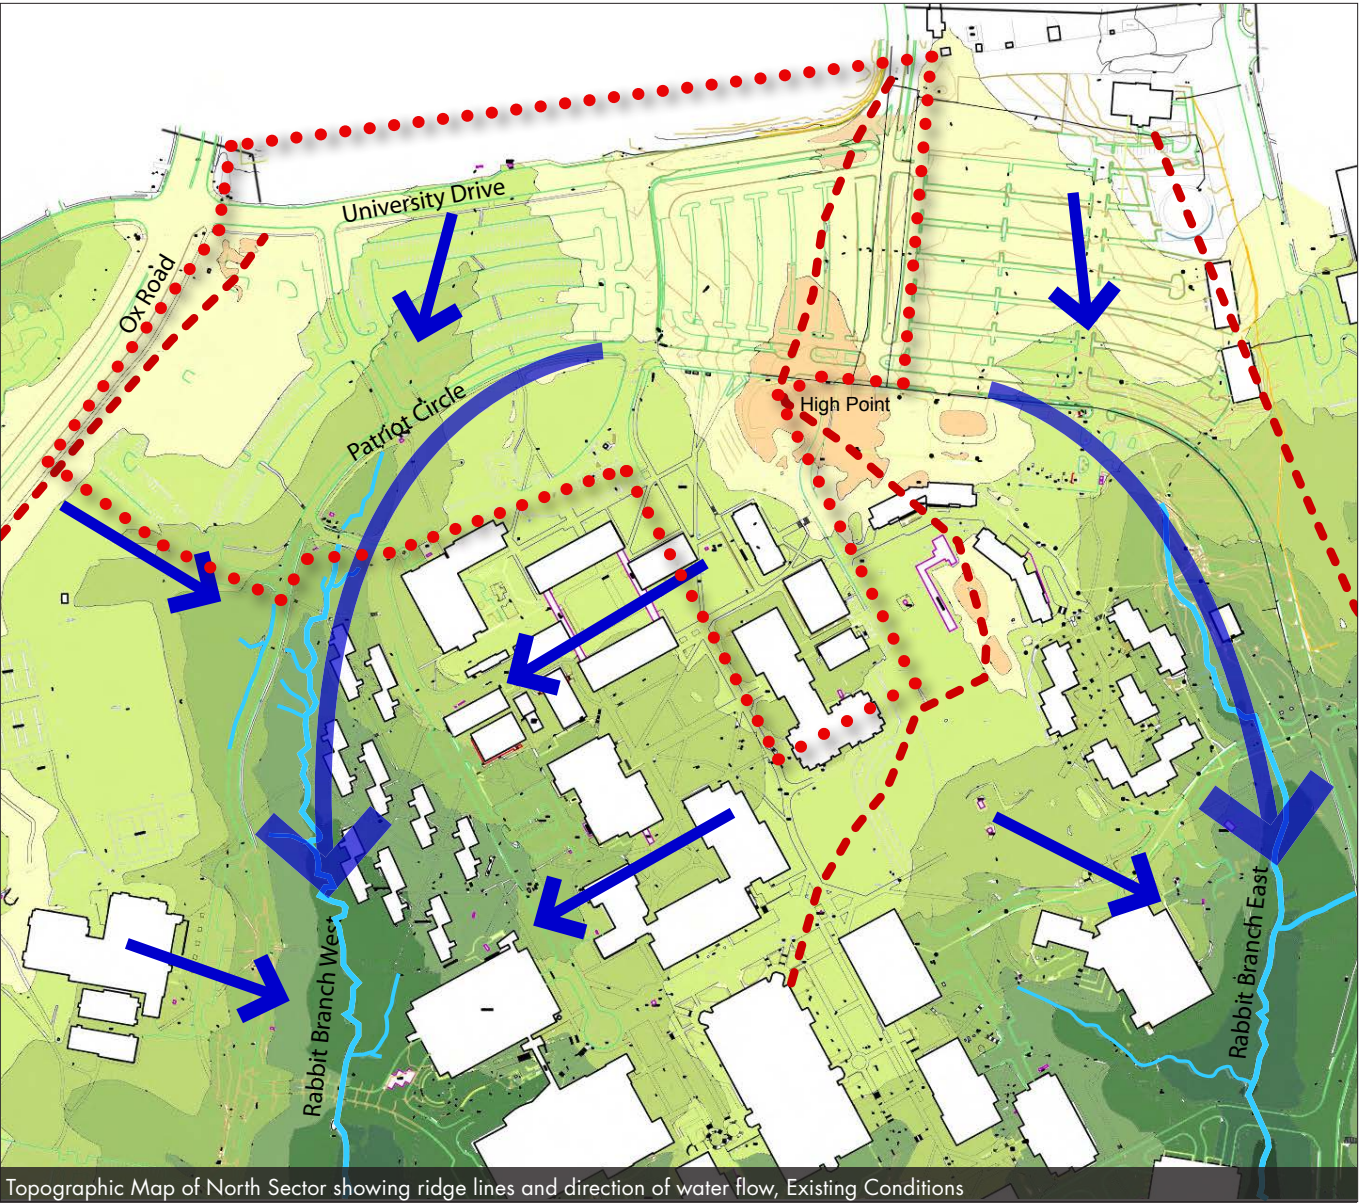 University Drive
Ox Road
Patriot Circle
High Point
Rabbit Branch West
Rabbit Branch East
Topographic Map of North Sector showing ridge lines and direction of water flow, Existing Conditions